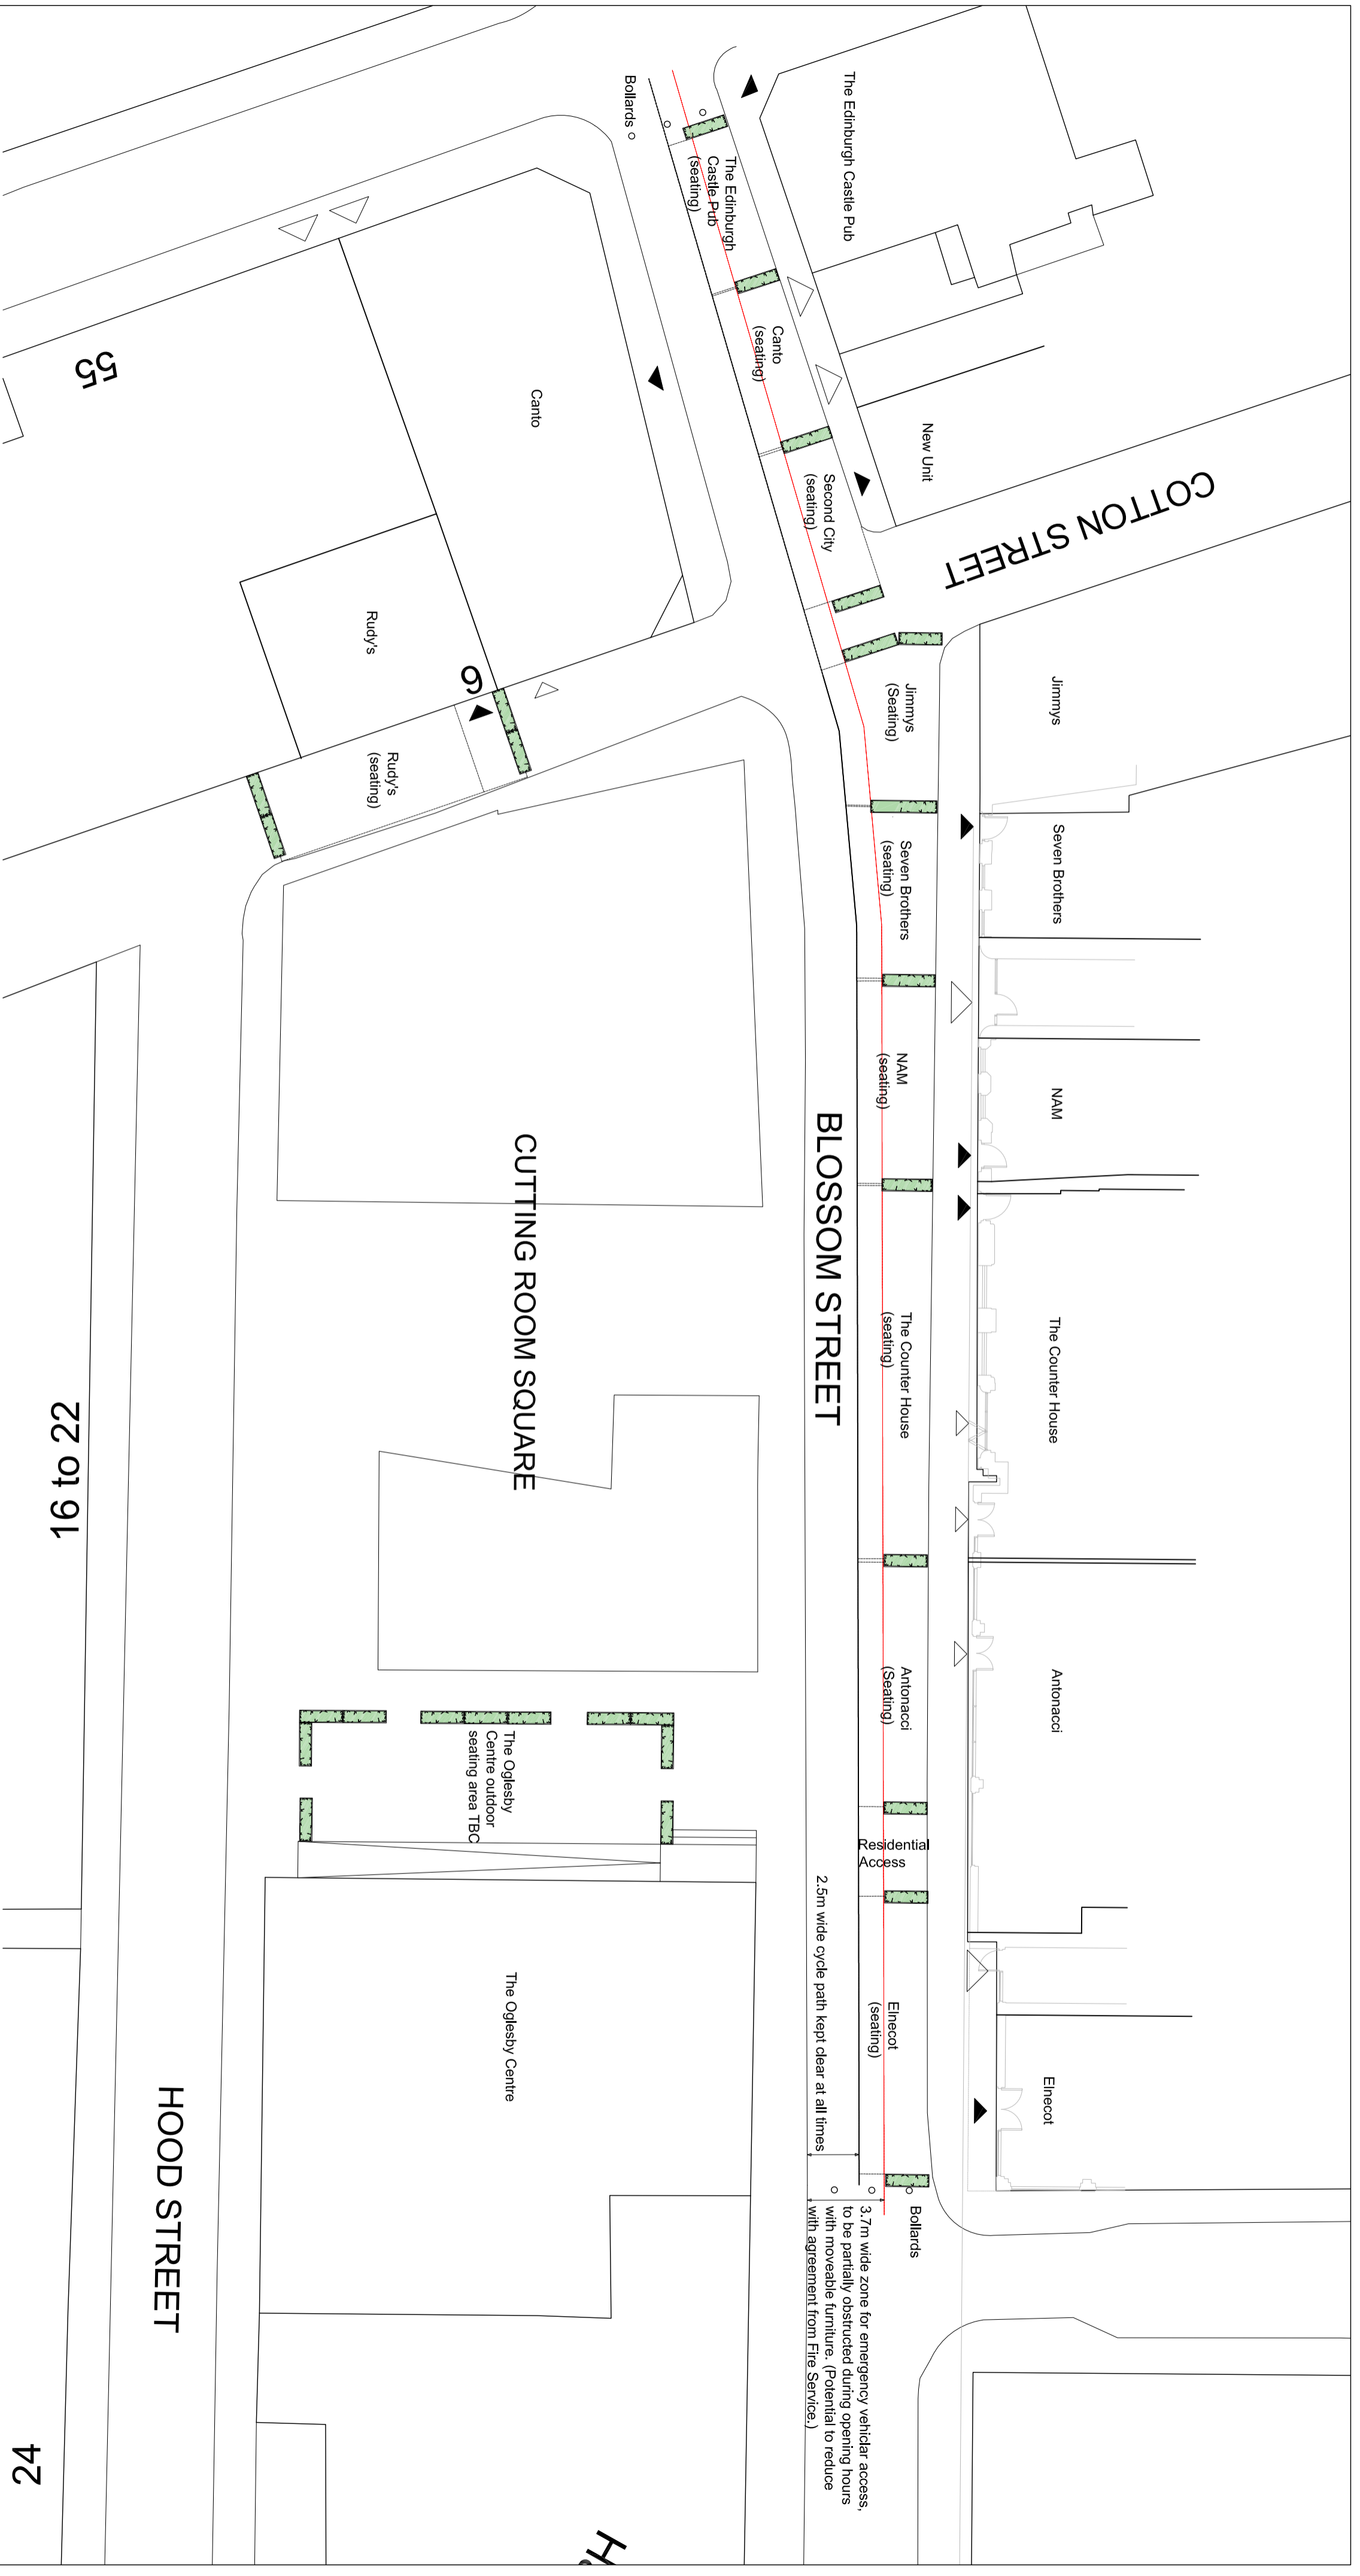 The Edinburgh Castle Pub
New Unit
COTTON STREET
Jimmys
Seven Brothers
NAM
The Counter House
Antonacci
Elnecot
Bollards
The Edinburgh
Castle Pub
(seating)
Canto
(seating)
Second City
(seating)
Jimmys
(Seating)
Seven Brothers
(seating)
NAM
(seating)
The Counter House
(seating)
Antonacci
(Seating)
Residential
Access
Elnecot
(seating)
Bollards
BLOSSOM STREET
2.5m wide cycle path kept clear at all times
3.7m wide zone for emergency vehiclar access,
to be partially obstructed during opening hours
with moveable furniture. (Potential to reduce
with agreement from Fire Service.)
Canto
Rudy's
6
Rudy's
(seating)
55
CUTTING ROOM SQUARE
The Oglesby
Centre outdoor
seating area TBC
The Oglesby Centre
HOOD STREET
16 to 22
24